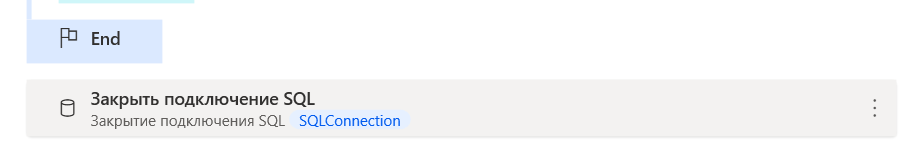 End
Закрыть подключение SQL
Закрытие подключения SQL SQLConnection